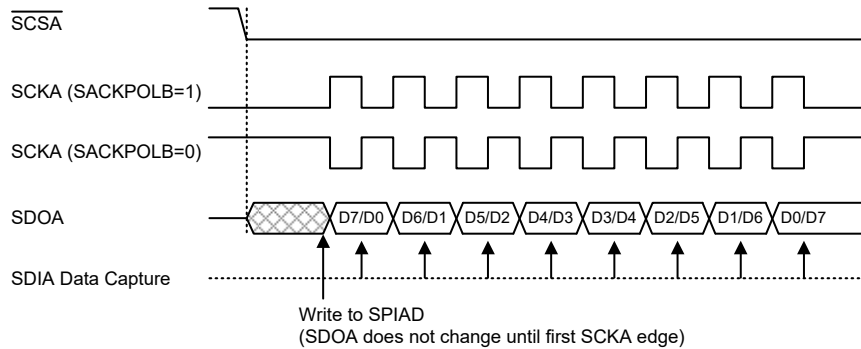 SCSA
SCKA (SACKPOLB=1)
SCKA (SACKPOLB=0)
SDOA D7/D0 D6/D1 D5/D2 D4/D3 D3/D4 D2/D5 D1/D6 D0/D7
SDIA Data Capture
Write to SPIAD
(SDOA does not change until first SCKA edge)